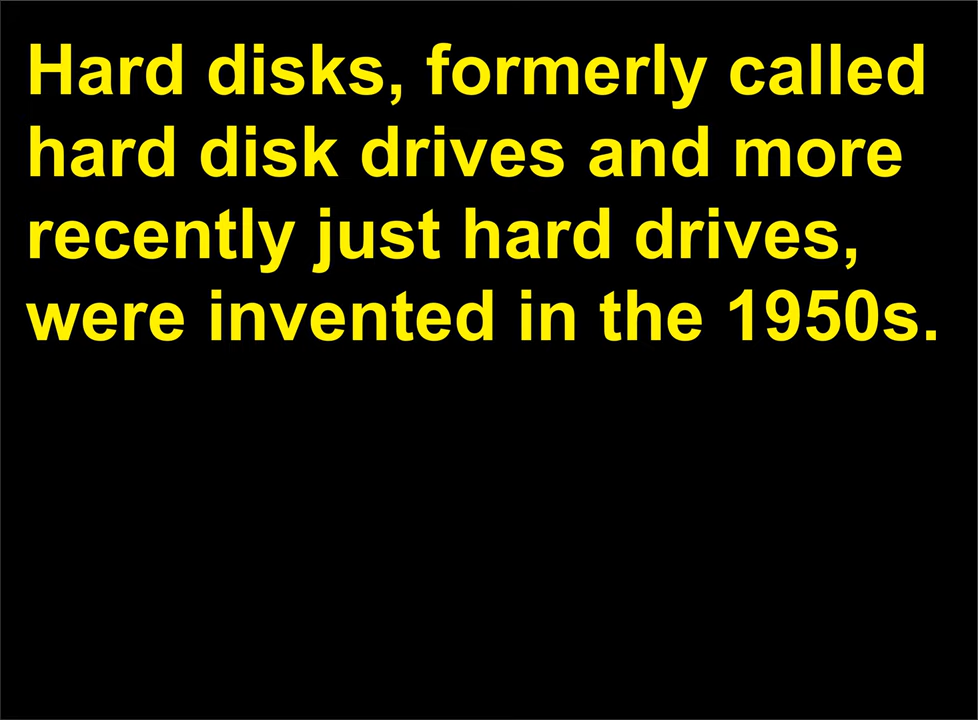 Hard disks, formerly called
hard disk drives and more
recently just hard drives,
were invented in the 1950s.